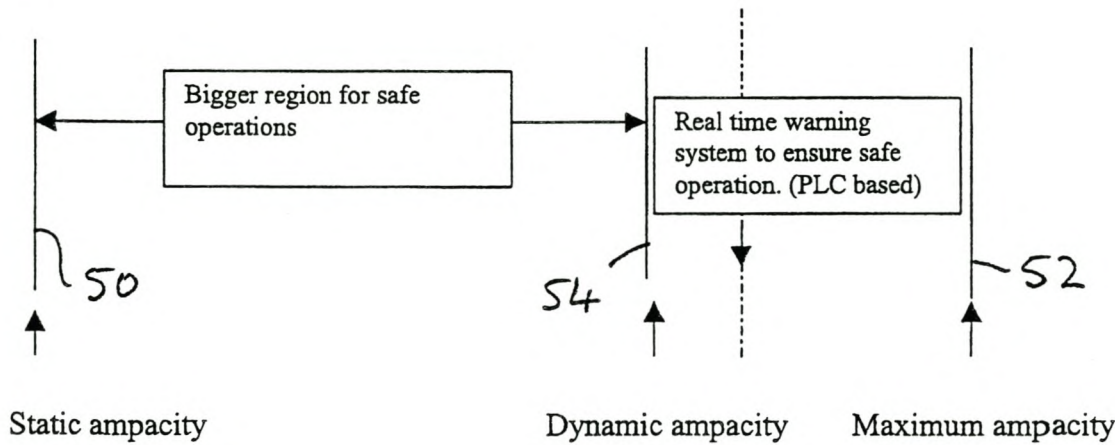 Bigger region for safe
operations
Real time warning
system to ensure safe
operation. (PLC based)
50
54
52
Static ampacity
Dynamic ampacity
Maximum ampacity